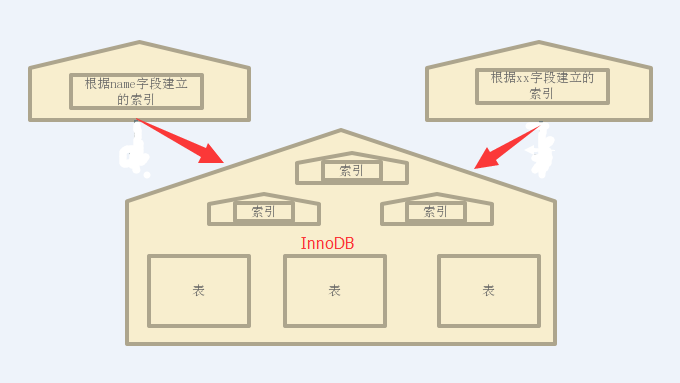 根据name字段建立
的索引
根据xx字段建立的
索引
索引
索引
索引
InnoDB
表
表
表